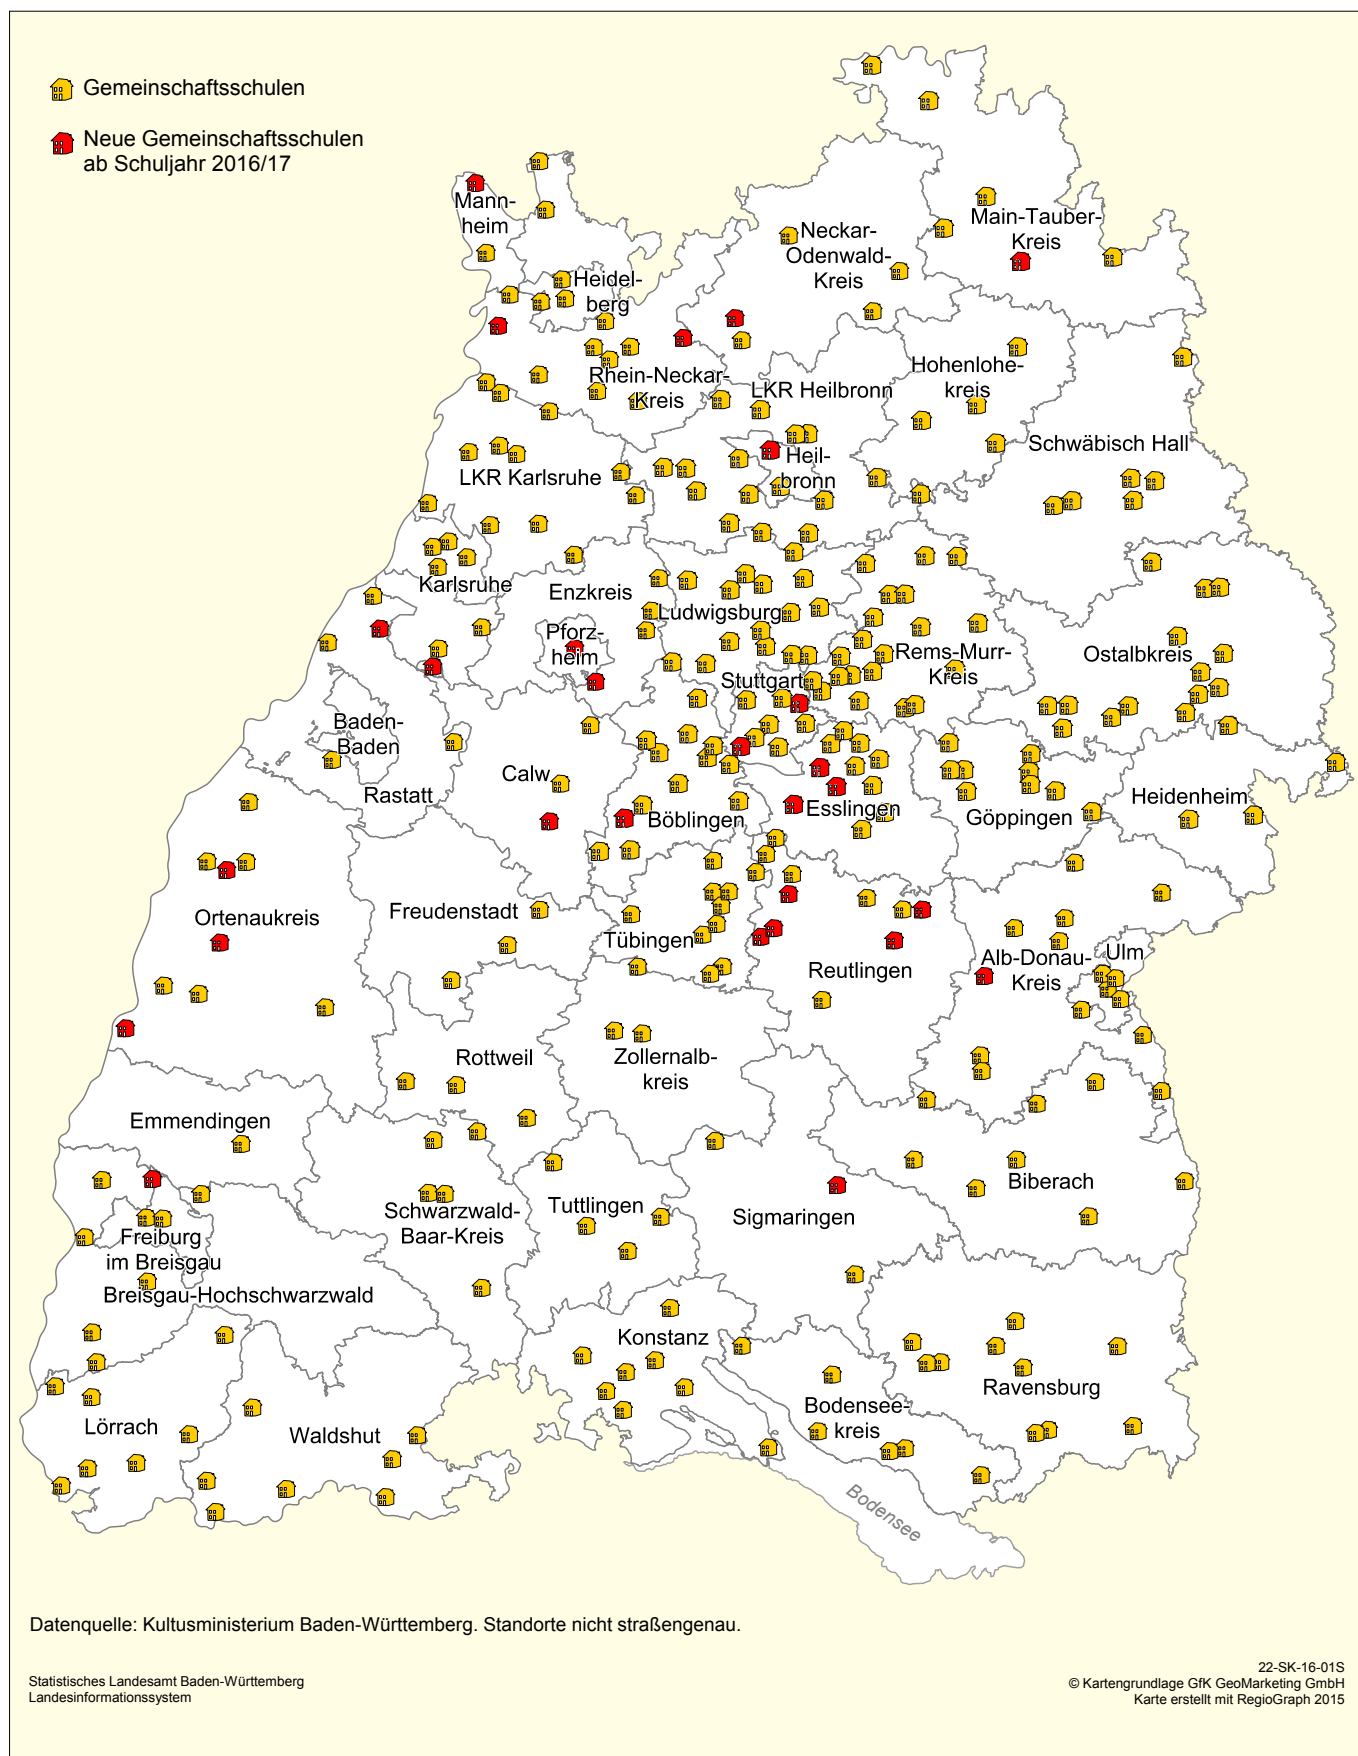 Gemeinschaftsschulen
Neue Gemeinschaftsschulen
ab Schuljahr 2016/17
Mann-
heim
Neckar-
Odenwald-
Kreis
Main-Tauber-
Kreis
Heidel-
berg
Rhein-Neckar-
Kreis
LKR Heilbronn
Hohenlohe-
kreis
Schwäbisch Hall
Heil-
bronn
LKR Karlsruhe
Karlsruhe
Enzkreis
Pforz-
heim
Ludwigsburg
Stuttgart
Rems-Murr-
Kreis
Ostalbkreis
Baden-
Baden
Rastatt
Calw
Böblingen
Esslingen
Göppingen
Heidenheim
Ortenaukreis
Freudenstadt
Tübingen
Reutlingen
Alb-Donau-
Kreis
Ulm
Rottweil
Zollernalb-
kreis
Emmendingen
Schwarzwald-
Baar-Kreis
Tuttlingen
Sigmaringen
Biberach
Freiburg
im Breisgau
Breisgau-Hochschwarzwald
Konstanz
Bodensee-
kreis
Ravensburg
Lörrach
Waldshut
Bodensee
Datenquelle: Kultusministerium Baden-Württemberg. Standorte nicht straßengenau.
Statistisches Landesamt Baden-Württemberg
Landesinformationssystem
22-SK-16-01S
© Kartengrundlage GfK GeoMarketing GmbH
Karte erstellt mit RegioGraph 2015